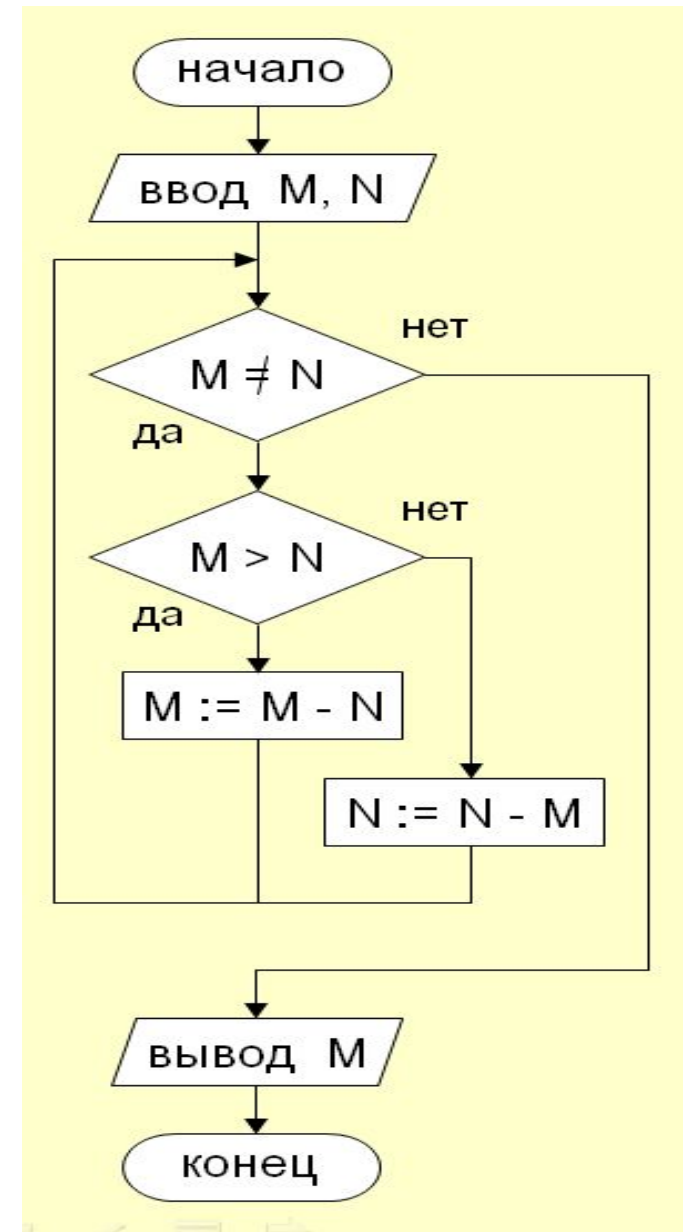 начало
ввод M, N
M ≠ N
нет
да
M > N
нет
да
M := M - N
N := N - M
вывод M
конец